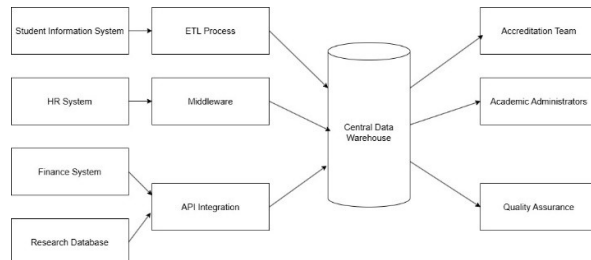 Student Information System
ETL Process
Accreditation Team
HR System
Middleware
Central Data
Warehouse
Academic Administrators
Finance System
API Integration
Quality Assurance
Research Database